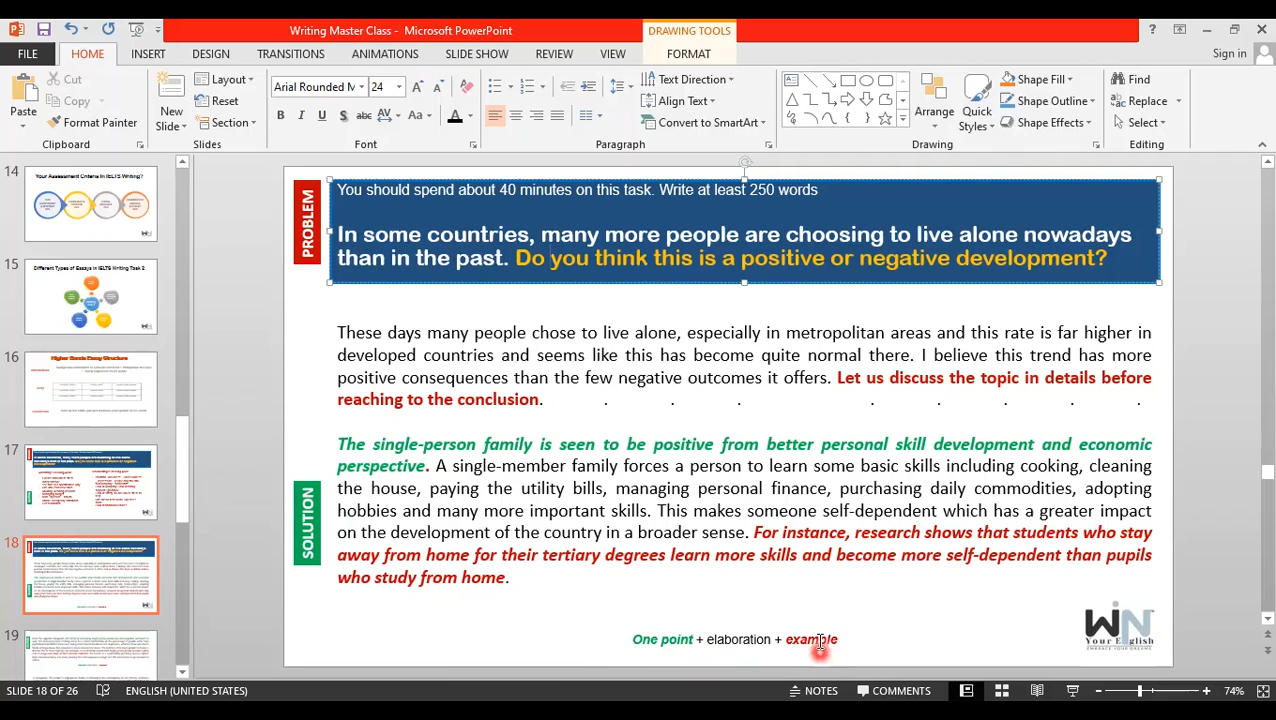 Writing Master Class - Microsoft PowerPoint
DRAWING TOOLS
FILE HOME INSERT DESIGN TRANSITIONS ANIMATIONS SLIDE SHOW REVIEW VIEW FORMAT Sign in
Paste
Cut
Copy
Format Painter
New Slide
Layout
Reset
Section
Arial Rounded M 24
Text Direction
Align Text
Convert to SmartArt
Arrange
Quick Styles
Shape Fill
Shape Outline
Shape Effects
Find
Replace
Select
Clipboard Slides Font Paragraph Drawing Editing
14
Your Assessment Criteria in IELTS Writing?
15
Different Types of Essays in IELTS Writing Task 2
16
Higher Bands Essay Structure
17
18
19
PROBLEM
You should spend about 40 minutes on this task. Write at least 250 words
In some countries, many more people are choosing to live alone nowadays
than in the past. Do you think this is a positive or negative development?
These days many people chose to live alone, especially in metropolitan areas and this rate is far higher in
developed countries and seems like this has become quite normal there. I believe this trend has more
positive consequences than the few negative outcomes it offers. Let us discuss the topic in details before
reaching to the conclusion. . . . . . . . . .
SOLUTION
The single-person family is seen to be positive from better personal skill development and economic
perspective. A single-member family forces a person to learn some basic skills including cooking, cleaning
the house, paying the utility bills, managing personal finance, purchasing daily commodities, adopting
hobbies and many more important skills. This makes someone self-dependent which has a greater impact
on the development of the country in a broader sense. For instance, research shows that students who stay
away from home for their tertiary degrees learn more skills and become more self-dependent than pupils
who study from home.
One point + elaboration + example
WIN
Your English
EMBRACE YOUR DREAMS
SLIDE 18 OF 26 ENGLISH (UNITED STATES) NOTES COMMENTS 74%